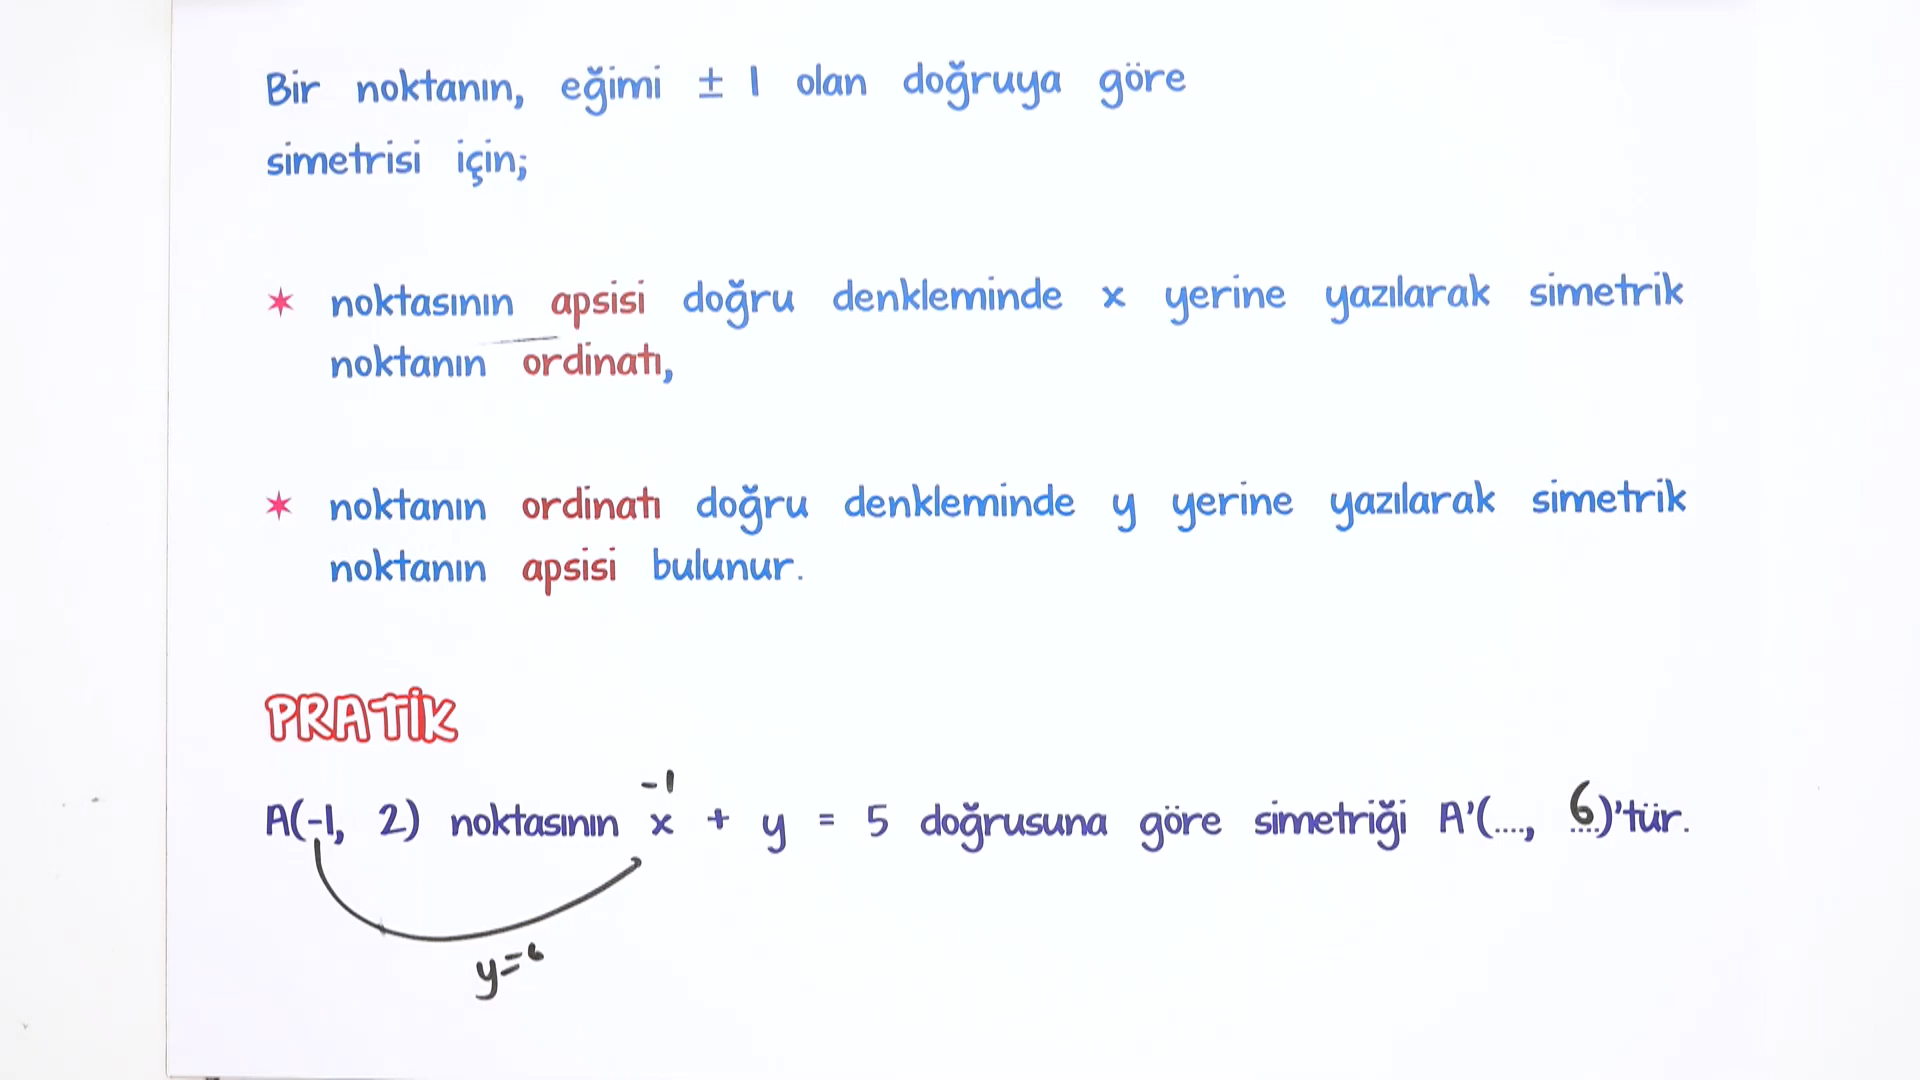 Bir noktanın, eğimi ± 1 olan doğruya göre
simetrisi için;
✶ noktasının apsisi doğru denkleminde x yerine yazılarak simetrik
noktanın ordinatı,
✶ noktanın ordinatı doğru denkleminde y yerine yazılarak simetrik
noktanın apsisi bulunur.
PRATİK
-1
A(-1, 2) noktasının x + y = 5 doğrusuna göre simetriği A'(...., 6)'tür.
y=6